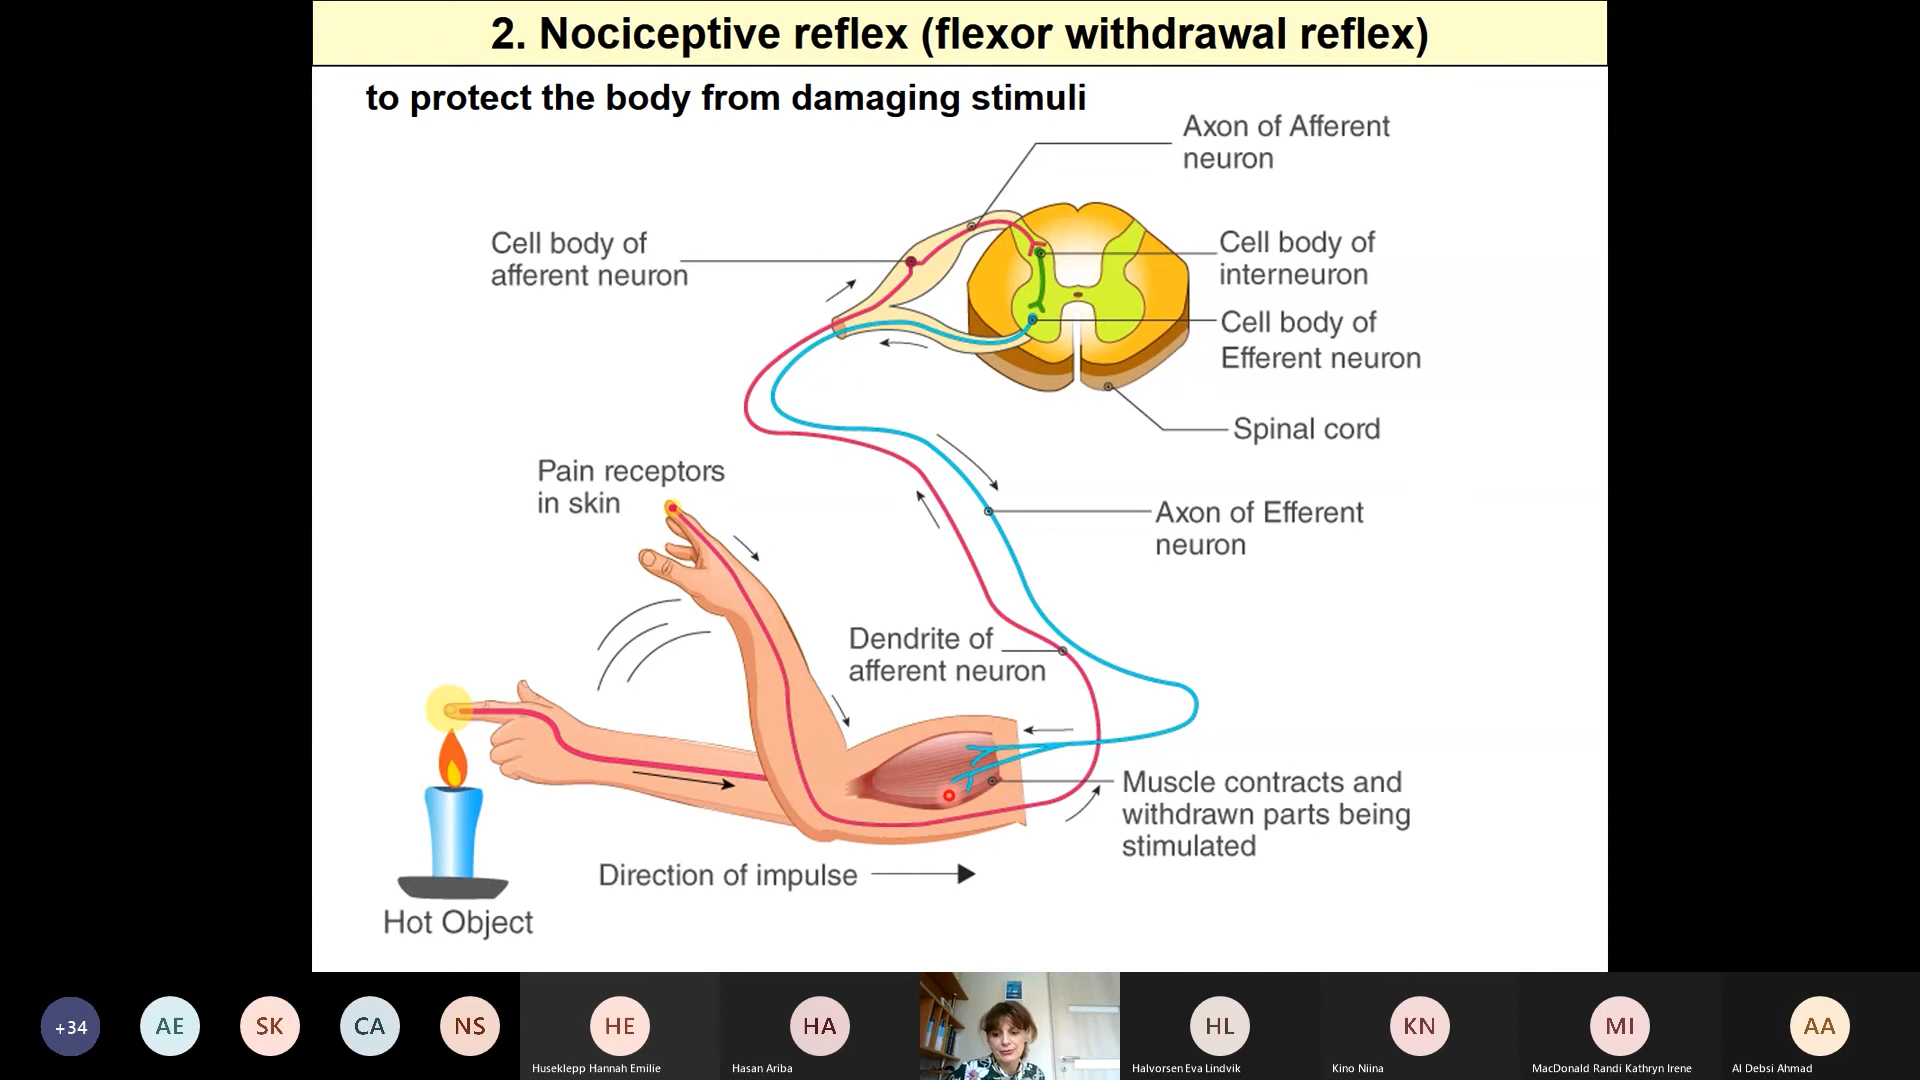 2. Nociceptive reflex (flexor withdrawal reflex)
to protect the body from damaging stimuli
Axon of Afferent
neuron
Cell body of
afferent neuron
Cell body of
interneuron
Cell body of
Efferent neuron
Spinal cord
Pain receptors
in skin
Axon of Efferent
neuron
Dendrite of
afferent neuron
Muscle contracts and
withdrawn parts being
stimulated
Direction of impulse
Hot Object
+34
AE
SK
CA
NS
HE
HA
HL
KN
MI
AA
Huseklepp Hannah Emilie
Hasan Ariba
Halvorsen Eva Lindvik
Kino Niina
MacDonald Randi Kathryn Irene
Al Debsi Ahmad